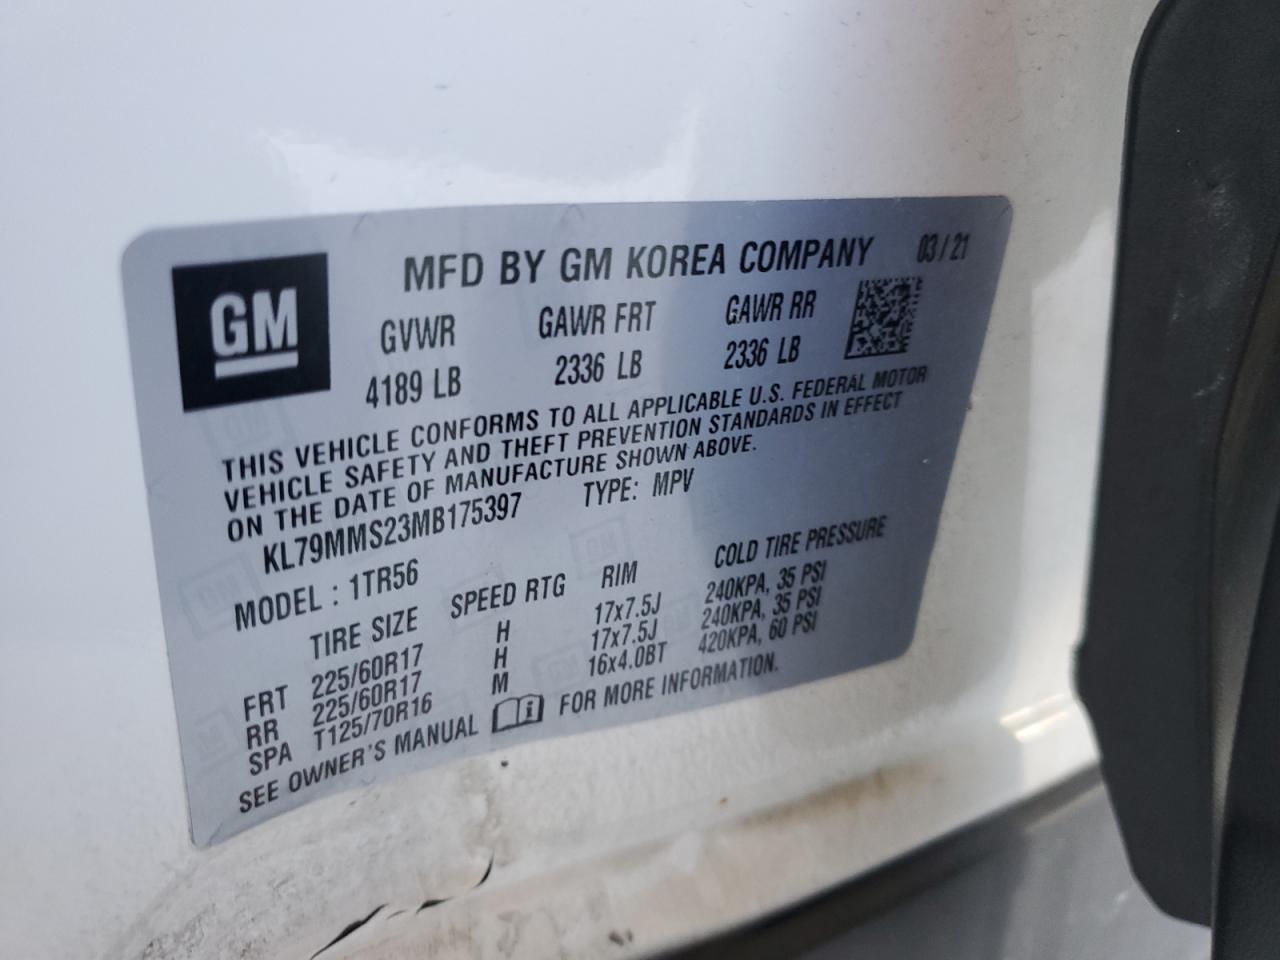 GM
MFD BY GM KOREA COMPANY 03/21
GVWR GAWR FRT GAWR RR
4189 LB 2336 LB 2336 LB
THIS VEHICLE CONFORMS TO ALL APPLICABLE U.S. FEDERAL MOTOR
VEHICLE SAFETY AND THEFT PREVENTION STANDARDS IN EFFECT
ON THE DATE OF MANUFACTURE SHOWN ABOVE.
KL79MMS23MB175397 TYPE: MPV
MODEL : 1TR56
TIRE SIZE SPEED RTG RIM COLD TIRE PRESSURE
FRT 225/60R17 H 17x7.5J 240KPA, 35 PSI
RR 225/60R17 H 17x7.5J 240KPA, 35 PSI
SPA T125/70R16 M 16x4.0BT 420KPA, 60 PSI
SEE OWNER'S MANUAL i FOR MORE INFORMATION.